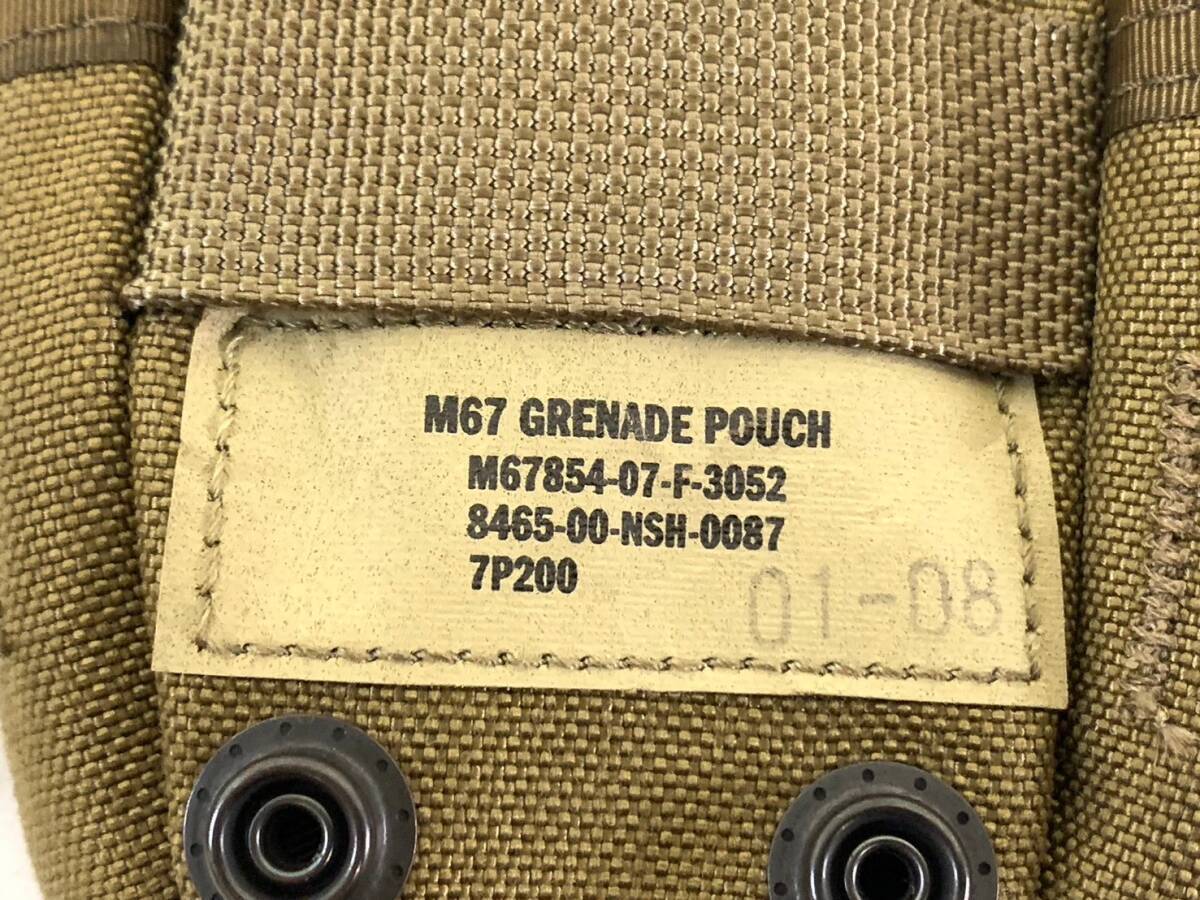 M67 GRENADE POUCH
M67854-07-F-3052
8465-00-NSH-0087
7P200
01-08